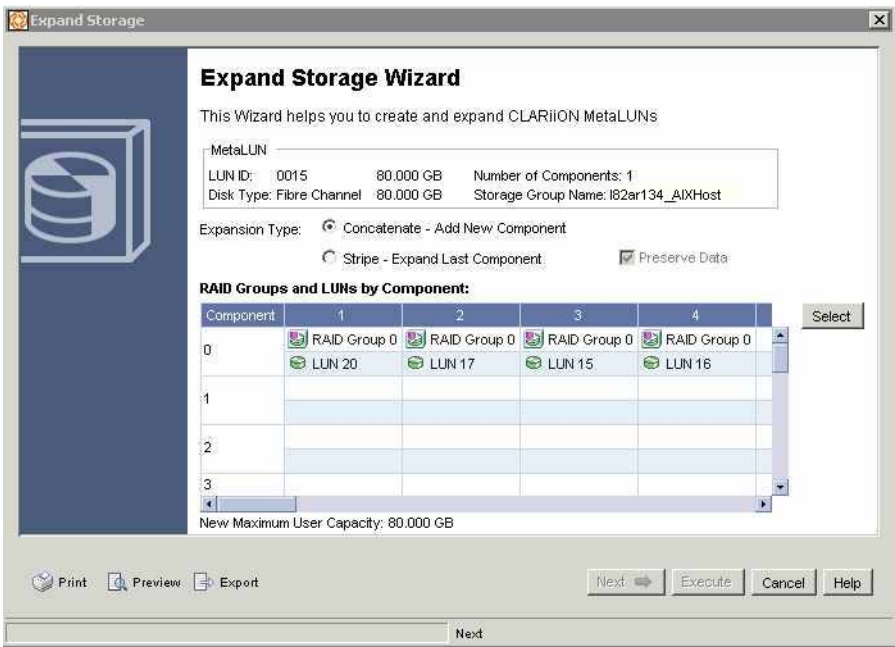 Expand Storage
Expand Storage Wizard
This Wizard helps you to create and expand CLARiiON MetaLUNs
MetaLUN
LUN ID: 0015 80.000 GB Number of Components: 1
Disk Type: Fibre Channel 80.000 GB Storage Group Name: l82ar134_AIXHost
Expansion Type: Concatenate - Add New Component
Stripe - Expand Last Component Preserve Data
RAID Groups and LUNs by Component:
Component 1 2 3 4 Select
0 RAID Group 0 RAID Group 0 RAID Group 0 RAID Group 0
LUN 20 LUN 17 LUN 15 LUN 16
1
2
3
New Maximum User Capacity: 80.000 GB
Print Preview Export Next Execute Cancel Help
Next